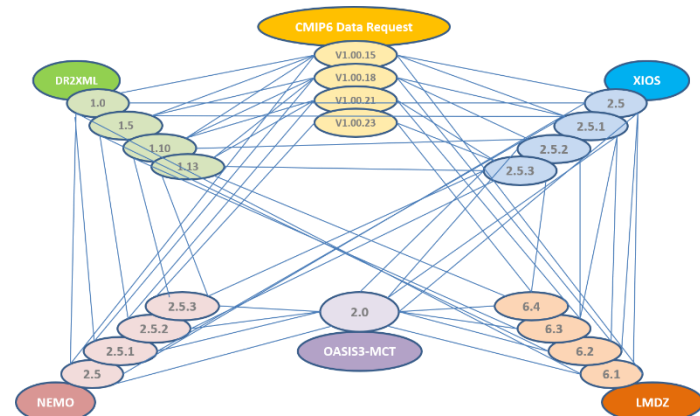 CMIP6 Data Request
V1.00.15
V1.00.18
V1.00.21
V1.00.23
DR2XML
1.0
1.5
1.10
1.13
XIOS
2.5
2.5.1
2.5.2
2.5.3
2.5.3
2.5.2
2.5.1
2.5
NEMO
2.0
OASIS3-MCT
6.4
6.3
6.2
6.1
LMDZ